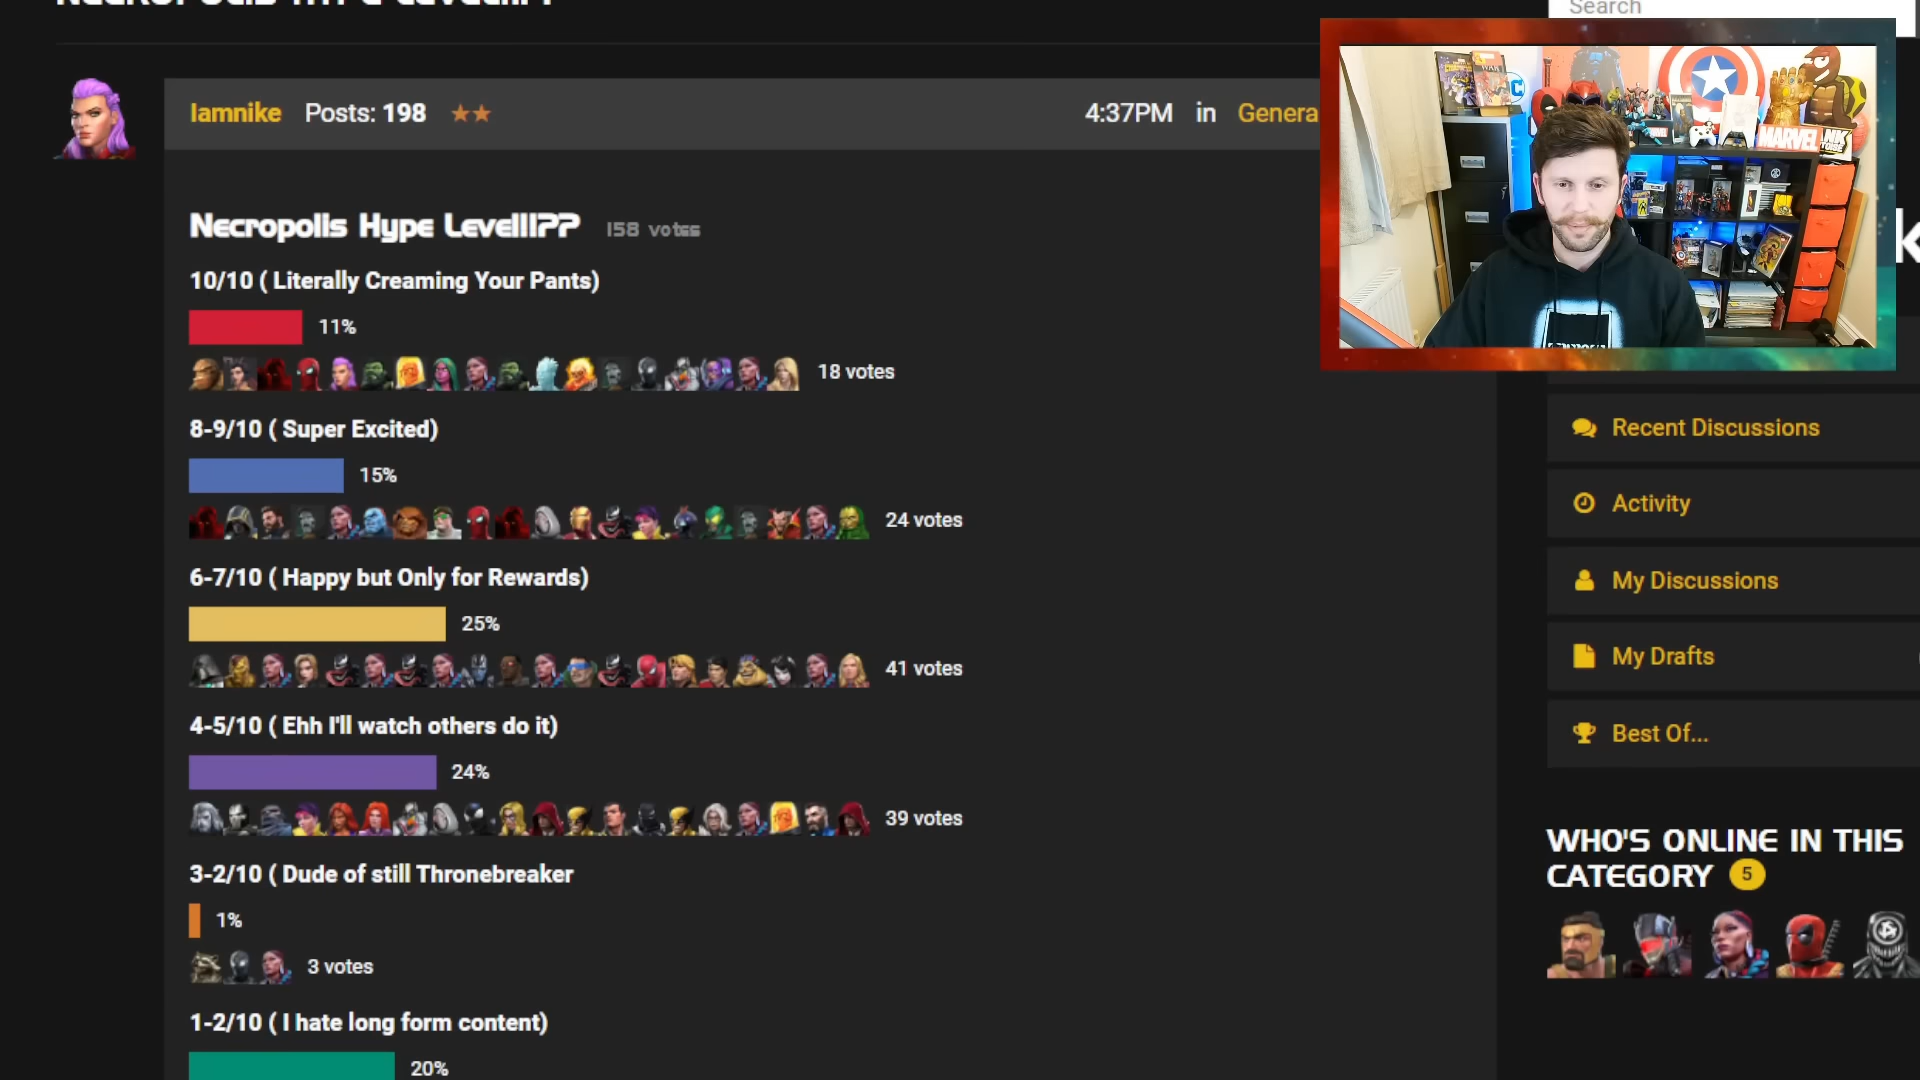 Search
Iamnike Posts: 198 4:37PM in Genera
Necropolis Hype Level!!?? 158 votes
10/10 ( Literally Creaming Your Pants)
11%
18 votes
8-9/10 ( Super Excited)
15%
24 votes
6-7/10 ( Happy but Only for Rewards)
25%
41 votes
4-5/10 ( Ehh I'll watch others do it)
24%
39 votes
3-2/10 ( Dude of still Thronebreaker
1%
3 votes
1-2/10 ( I hate long form content)
20%
MARVEL
Recent Discussions
Activity
My Discussions
My Drafts
Best Of...
WHO'S ONLINE IN THIS
CATEGORY 5